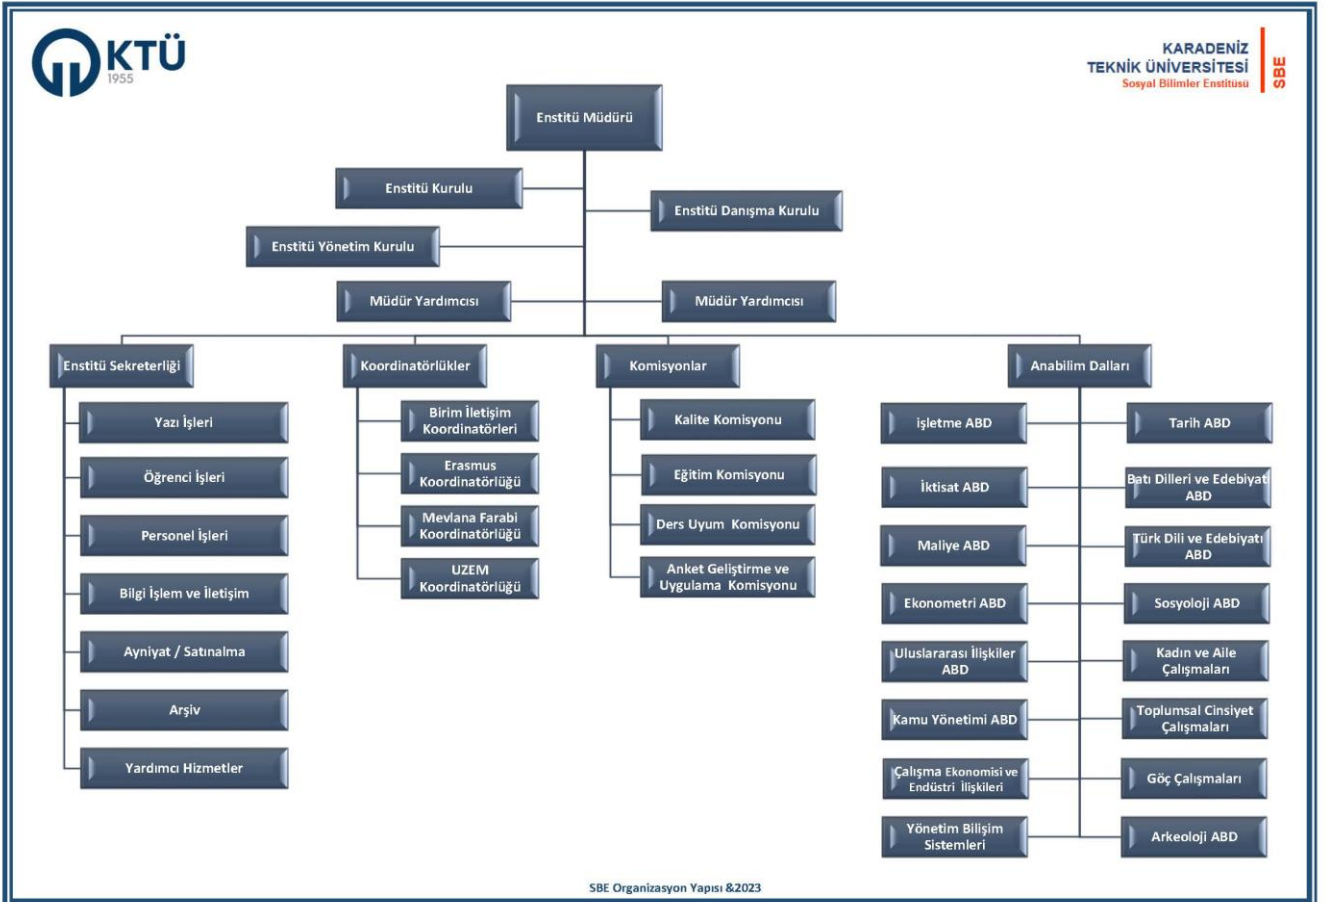 KTÜ
1955
KARADENİZ
TEKNİK ÜNİVERSİTESİ
Sosyal Bilimler Enstitüsü
SBE
Enstitü Müdürü
Enstitü Kurulu
Enstitü Danışma Kurulu
Enstitü Yönetim Kurulu
Müdür Yardımcısı
Müdür Yardımcısı
Enstitü Sekreterliği
Yazı İşleri
Öğrenci İşleri
Personel İşleri
Bilgi İşlem ve İletişim
Ayniyat / Satınalma
Arşiv
Yardımcı Hizmetler
Koordinatörlükler
Birim İletişim
Koordinatörleri
Erasmus
Koordinatörlüğü
Mevlana Farabi
Koordinatörlüğü
UZEM
Koordinatörlüğü
Komisyonlar
Kalite Komisyonu
Eğitim Komisyonu
Ders Uyum Komisyonu
Anket Geliştirme ve
Uygulama Komisyonu
Anabilim Dalları
işletme ABD
İktisat ABD
Maliye ABD
Ekonometri ABD
Uluslararası İlişkiler
ABD
Kamu Yönetimi ABD
Çalışma Ekonomisi ve
Endüstri İlişkileri
Yönetim Bilişim
Sistemleri
Tarih ABD
Batı Dilleri ve Edebiyatı
ABD
Türk Dili ve Edebiyatı
ABD
Sosyoloji ABD
Kadın ve Aile
Çalışmaları
Toplumsal Cinsiyet
Çalışmaları
Göç Çalışmaları
Arkeoloji ABD
SBE Organizasyon Yapısı &2023